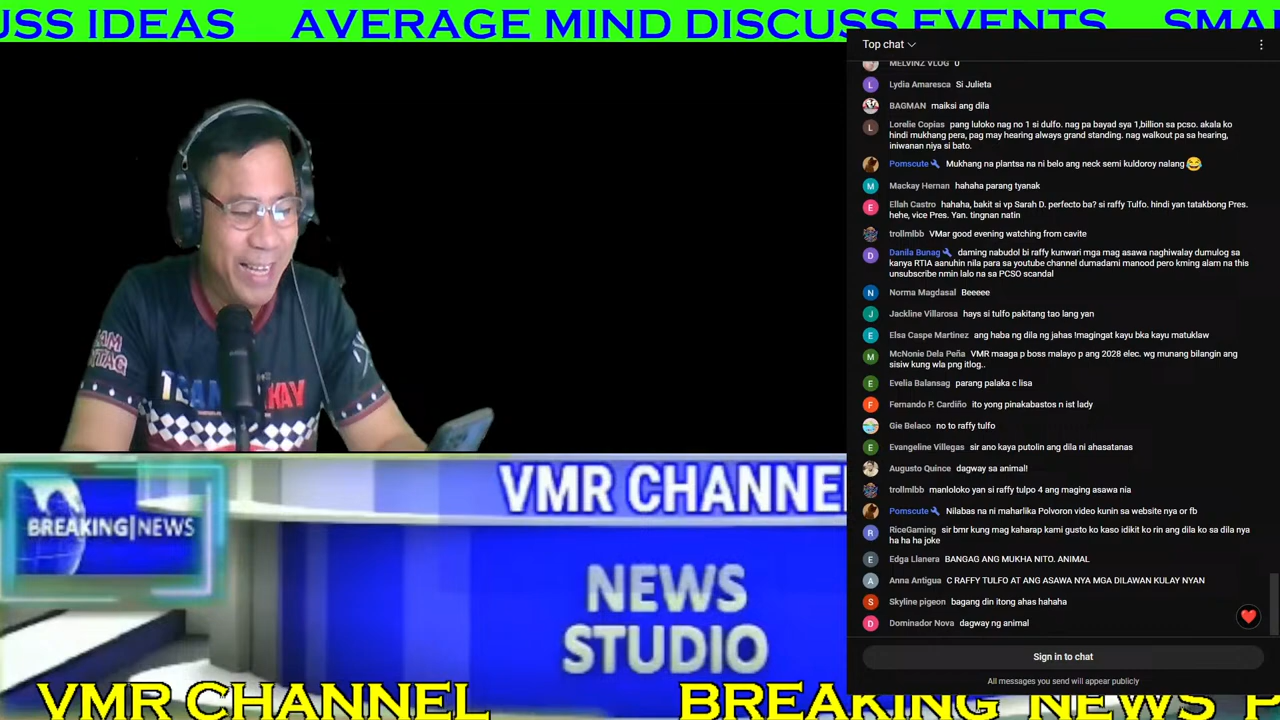 USS IDEAS AVERAGE MIND DISCUSS EVENTS SMA
Top chat
MELVINZ VLOG
Lydia Amaresca Si Julieta
BAGMAN maiksi ang dila
Lorelie Copias pang luloko nag no 1 si dulfo. nag pa bayad sya 1,billion sa pcso. akala ko
hindi mukhang pera, pag may hearing always grand standing. nag walkout pa sa hearing,
iniwanan niya si bato.
Pomscute Mukhang na plantsa na ni belo ang neck semi kuldoroy nalang 😂
Mackay Hernan hahaha parang tyanak
Ellah Castro hahaha, bakit si vp Sarah D. perfecto ba? si raffy Tulfo. hindi yan tatakbong Pres.
hehe, vice Pres. Yan. tingnan natin
trollmlbb VMar good evening watching from cavite
Danila Bunag daming nabudol bi raffy kunwari mga mag asawa naghiwalay dumulog sa
kanya RTIA aanuhin nila para sa youtube channel dumadami manood pero kming alam na this
unsubscribe nmin lalo na sa PCSO scandal
Norma Magdasal Beeeee
Jackline Villarosa hays si tulfo pakitang tao lang yan
Elsa Caspe Martinez ang haba ng dila ng jahas !magingat kayu bka kayu matuklaw
McNonie Dela Peña VMR maaga p boss malayo p ang 2028 elec. wg munang bilangin ang
sisiw kung wla png itlog..
Evelia Balansag parang palaka c lisa
Fernando P. Cardiño ito yong pinakabastos n ist lady
Gie Belaco no to raffy tulfo
Evangeline Villegas sir ano kaya putolin ang dila ni ahasatanas
Augusto Quince dagway sa animal!
trollmlbb manloloko yan si raffy tulpo 4 ang maging asawa nia
Pomscute Nilabas na ni maharlika Polvoron video kunin sa website nya or fb
RiceGaming sir bmr kung mag kaharap kami gusto ko kaso idikit ko rin ang dila ko sa dila nya
ha ha ha joke
Edga Llanera BANGAG ANG MUKHA NITO. ANIMAL
Anna Antigua C RAFFY TULFO AT ANG ASAWA NYA MGA DILAWAN KULAY NYAN
Skyline pigeon bagang din itong ahas hahaha
Dominador Nova dagway ng animal
Sign in to chat
All messages you send will appear publicly
VMR CHANNE
BREAKING|NEWS
NEWS
STUDIO
VMR CHANNEL BREAKING NEWS P